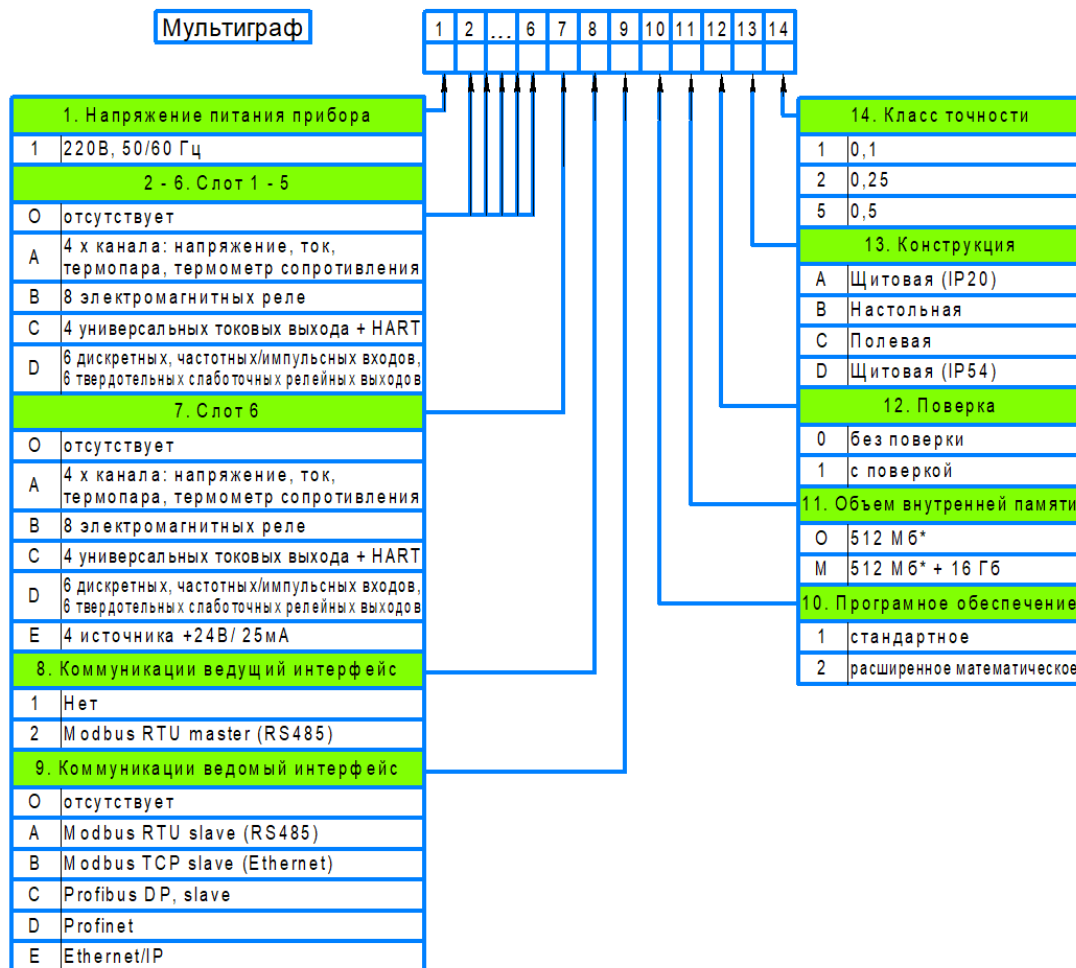 Мультиграф
1 2 ... 6 7 8 9 10 11 12 13 14
1. Напряжение питания прибора
1 220В, 50/60 Гц
2 - 6. Слот 1 - 5
О отсутствует
А 4 х канала: напряжение, ток,
термопара, термометр сопротивления
В 8 электромагнитных реле
С 4 универсальных токовых выхода + HART
D 6 дискретных, частотных/импульсных входов,
6 твердотельных слаботочных релейных выходов
7. Слот 6
О отсутствует
А 4 х канала: напряжение, ток,
термопара, термометр сопротивления
В 8 электромагнитных реле
С 4 универсальных токовых выхода + HART
D 6 дискретных, частотных/импульсных входов,
6 твердотельных слаботочных релейных выходов
Е 4 источника +24В/ 25мА
8. Коммуникации ведущий интерфейс
1 Нет
2 Modbus RTU master (RS485)
9. Коммуникации ведомый интерфейс
О отсутствует
А Modbus RTU slave (RS485)
В Modbus TCP slave (Ethernet)
С Profibus DP, slave
D Profinet
Е Ethernet/IP
14. Класс точности
1 0,1
2 0,25
5 0,5
13. Конструкция
А Щитовая (IP20)
В Настольная
С Полевая
D Щитовая (IP54)
12. Поверка
0 без поверки
1 с поверкой
11. Объем внутренней памяти
О 512 Мб*
М 512 Мб* + 16 Гб
10. Програмное обеспечение
1 стандартное
2 расширенное математическое